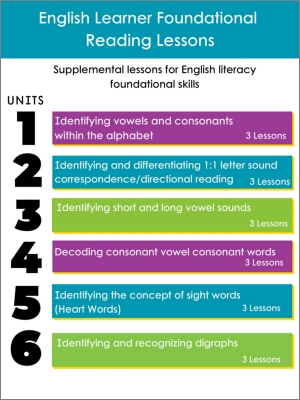 English Learner Foundational
Reading Lessons
Supplemental lessons for English literacy
foundational skills
UNITS
1
Identifying vowels and consonants
within the alphabet
3 Lessons
2
Identifying and differentiating 1:1 letter sound
correspondence/directional reading
3 Lessons
3
Identifying short and long vowel sounds
3 Lessons
4
Decoding consonant vowel consonant words
3 Lessons
5
Identifying the concept of sight words
(Heart Words)
3 Lessons
6
Identifying and recognizing digraphs
3 Lessons